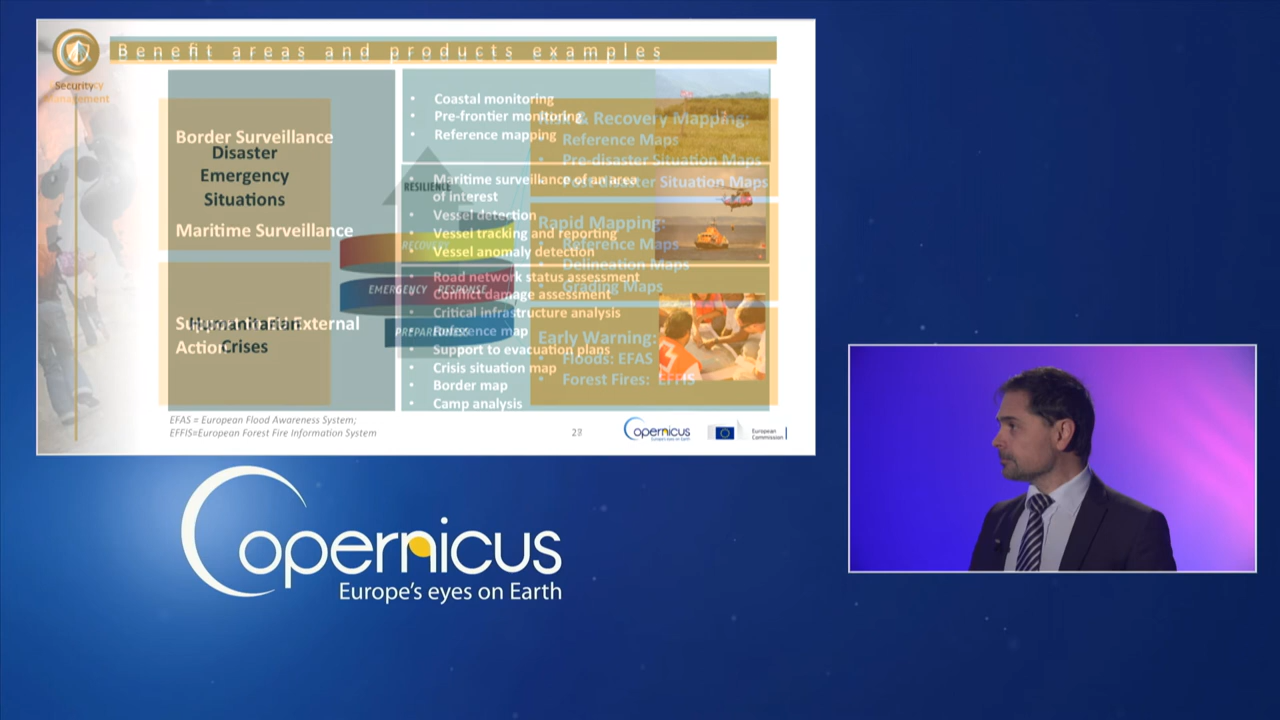 Benefit areas and products examples
Security
Management
Border Surveillance
Disaster
Emergency
Situations
Maritime Surveillance
Support to EU External
Action
Humanitarian
Crises
RESILIENCE
RECOVERY
EMERGENCY RESPONSE
PREPAREDNESS
• Coastal monitoring
• Pre-frontier monitoring
• Reference mapping
• Maritime surveillance of an area
of interest
• Vessel detection
• Vessel tracking and reporting
• Vessel anomaly detection
• Road network status assessment
• Conflict damage assessment
• Critical infrastructure analysis
• Reference map
• Support to evacuation plans
• Crisis situation map
• Border map
• Camp analysis
Risk & Recovery Mapping:
• Reference Maps
• Pre-disaster Situation Maps
• Post-disaster Situation Maps
Rapid Mapping:
• Reference Maps
• Delineation Maps
• Grading Maps
Early Warning:
• Floods: EFAS
• Forest Fires: EFFIS
EFAS = European Flood Awareness System;
EFFIS=European Forest Fire Information System
Copernicus
Europe's eyes on Earth
European
Commission
Copernicus
Europe's eyes on Earth